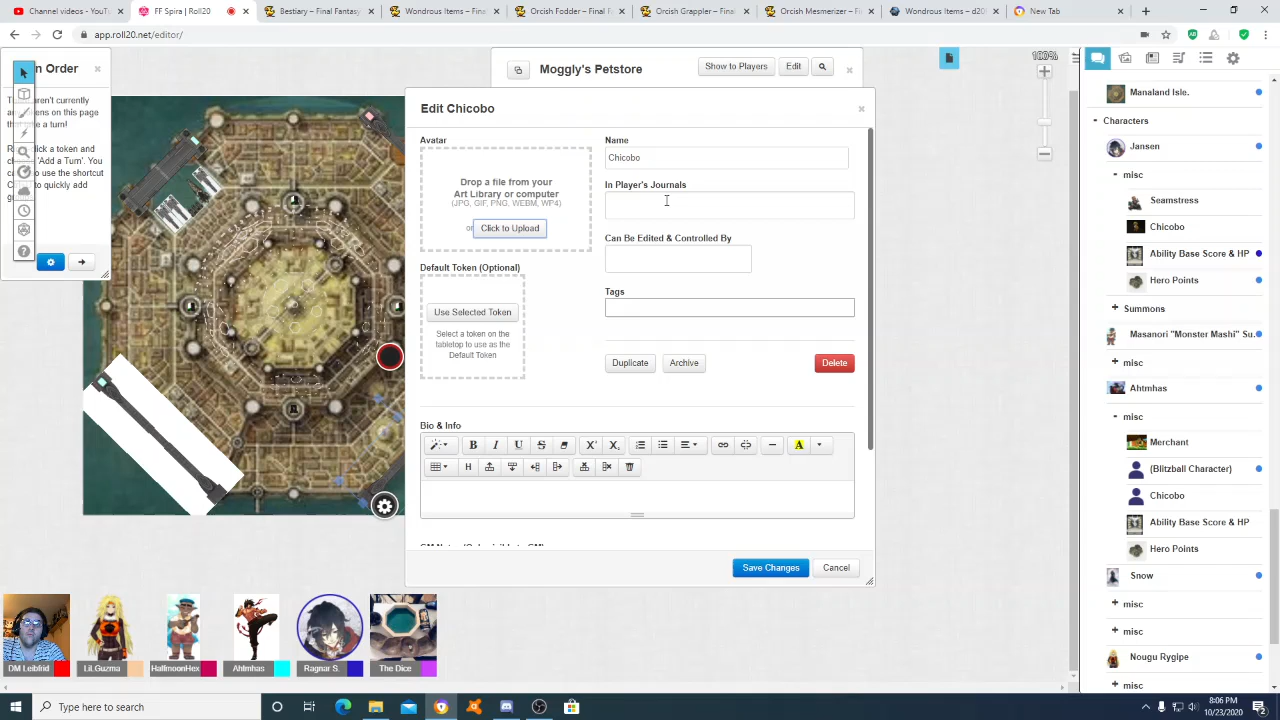 Channel videos - YouTu
FF Spira | Roll20
Bestiary – Final Fantasy
Wondrous Items – Final
Orcish Fodder – Final F
Orcish Grappler – Final
Orcish Mesmerizer – Fi
Wondrous Items – d20
New Tab
app.roll20.net/editor/
n Order
Moggly's Petstore
Show to Players
Edit
100%
Edit Chicobo
Avatar
Drop a file from your
Art Library or computer
(JPG, GIF, PNG, WEBM, WP4)
or
Click to Upload
Default Token (Optional)
Use Selected Token
Select a token on the
tabletop to use as the
Default Token
Name
Chicobo
In Player's Journals
Can Be Edited & Controlled By
Tags
Duplicate
Archive
Delete
Bio & Info
B I U S
H
A
Save Changes
Cancel
Manaland Isle.
Characters
Jansen
misc
Seamstress
Chicobo
Ability Base Score & HP
Hero Points
Summons
Masanori "Monster Mashi" Su.
misc
Ahtmhas
misc
Merchant
(Blitzball Character)
Chicobo
Ability Base Score & HP
Hero Points
Snow
misc
misc
Nougu Rygipe
misc
DM Leibfrid
LiL Guzma
HalfmoonHex
Ahlmhas
Ragnar S.
The Dice
Type here to search
8:06 PM
10/23/2020